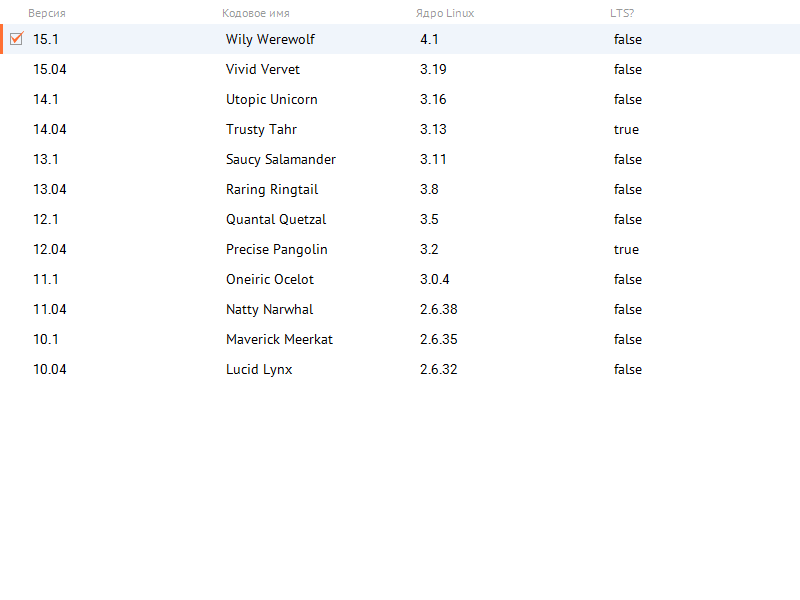 Версия Кодовое имя Ядро Linux LTS?
15.1 Wily Werewolf 4.1 false
15.04 Vivid Vervet 3.19 false
14.1 Utopic Unicorn 3.16 false
14.04 Trusty Tahr 3.13 true
13.1 Saucy Salamander 3.11 false
13.04 Raring Ringtail 3.8 false
12.1 Quantal Quetzal 3.5 false
12.04 Precise Pangolin 3.2 true
11.1 Oneiric Ocelot 3.0.4 false
11.04 Natty Narwhal 2.6.38 false
10.1 Maverick Meerkat 2.6.35 false
10.04 Lucid Lynx 2.6.32 false